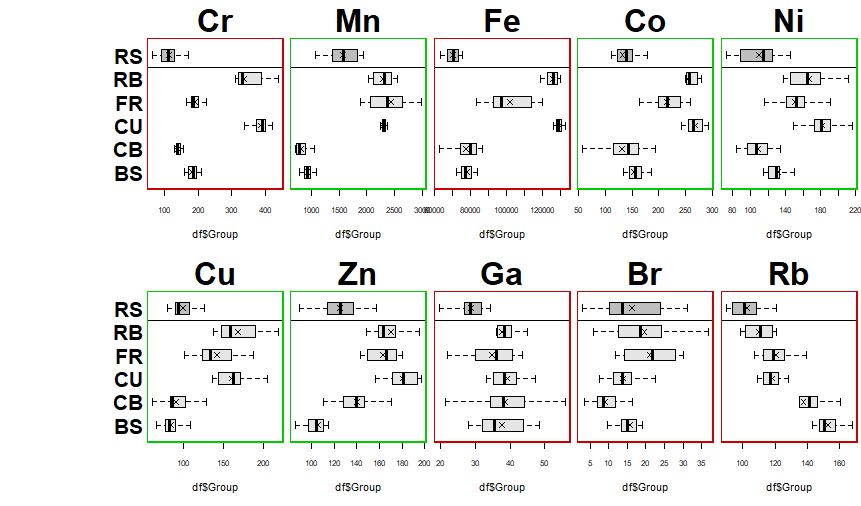 Cr Mn Fe Co Ni
RS
RB
FR
CU
CB
BS
100 200 300 400 1000 1500 2000 2500 3000 60000 80000 100000 120000 50 100 150 200 250 300 80 100 140 180 220
df$Group df$Group df$Group df$Group df$Group
Cu Zn Ga Br Rb
RS
RB
FR
CU
CB
BS
100 150 200 100 120 140 160 180 200 20 30 40 50 5 10 15 20 25 30 35 100 120 140 160
df$Group df$Group df$Group df$Group df$Group